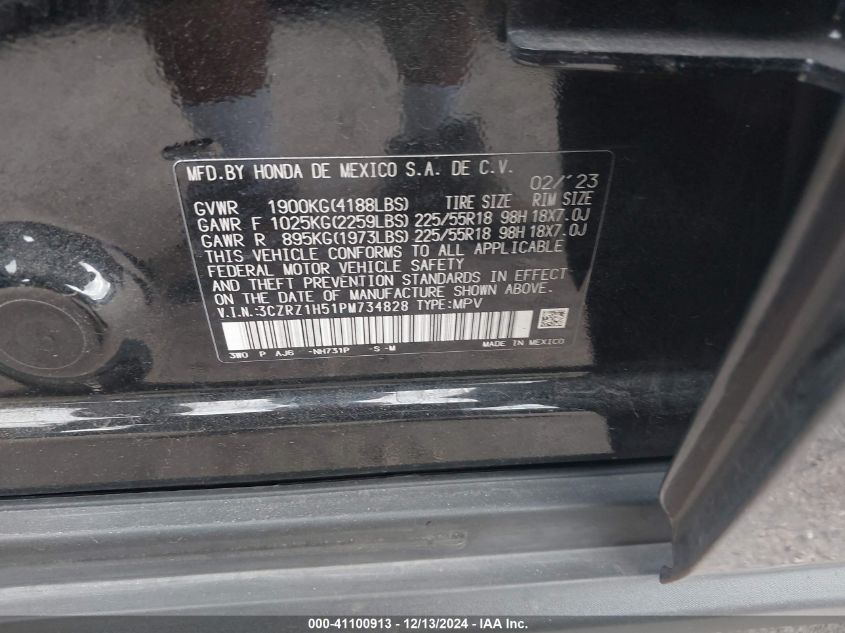 MFD.BY HONDA DE MEXICO S.A. DE C.V.
02/'23
GVWR 1900KG(4188LBS) TIRE SIZE RIM SIZE
GAWR F 1025KG(2259LBS) 225/55R18 98H 18X7.0J
GAWR R 895KG(1973LBS) 225/55R18 98H 18X7.0J
THIS VEHICLE CONFORMS TO ALL APPLICABLE
FEDERAL MOTOR VEHICLE SAFETY
AND THEFT PREVENTION STANDARDS IN EFFECT
ON THE DATE OF MANUFACTURE SHOWN ABOVE.
V.I.N.:3CZRZ1H51PM734828 TYPE:MPV
3W0 P AJ6 -NH731P -S -M MADE IN MEXICO
000-41100913 - 12/13/2024 - IAA Inc.